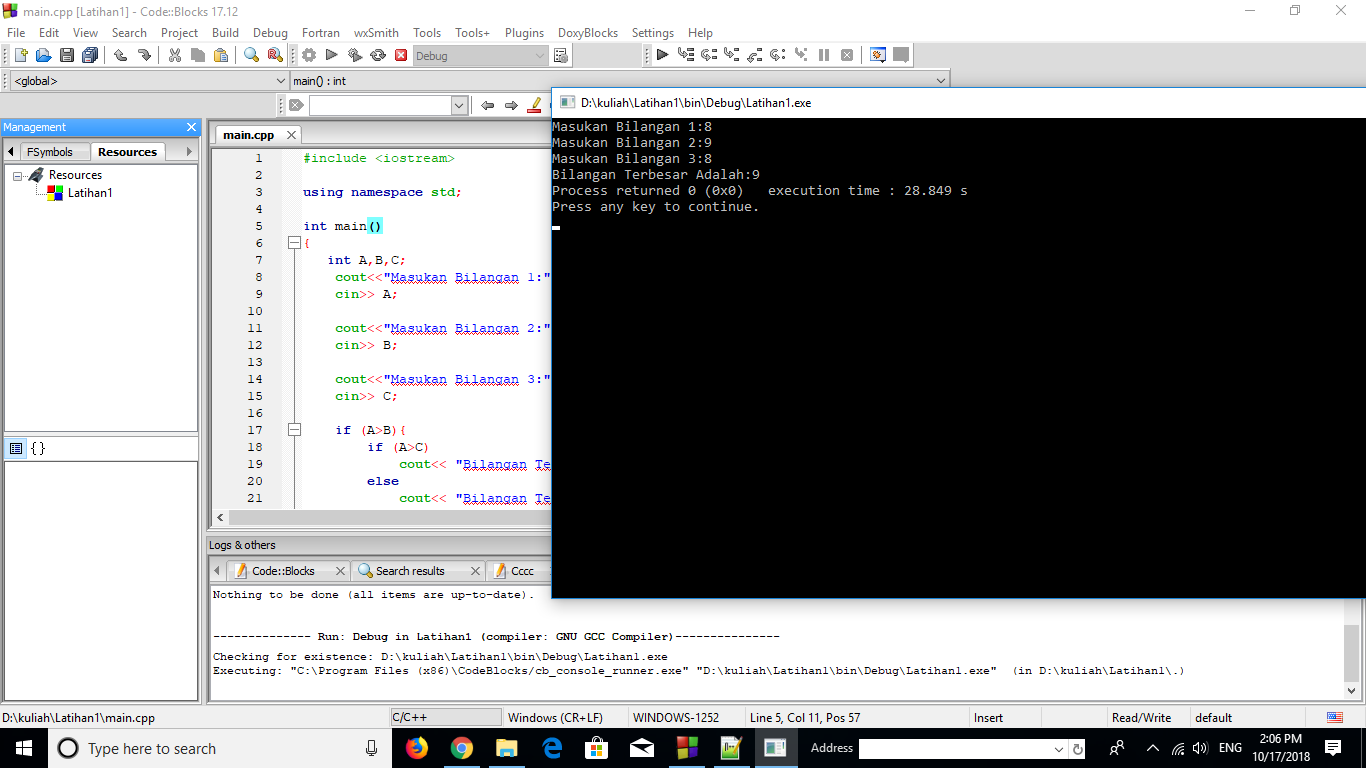 main.cpp [Latihan1] - Code::Blocks 17.12
File Edit View Search Project Build Debug Fortran wxSmith Tools Tools+ Plugins DoxyBlocks Settings Help
Debug
<global> main() : int
Management
FSymbols Resources
Resources
Latihan1
{}
main.cpp
1 #include <iostream>
2
3 using namespace std;
4
5 int main()
6 {
7 int A,B,C;
8 cout<<"Masukan Bilangan 1:"
9 cin>> A;
10
11 cout<<"Masukan Bilangan 2:"
12 cin>> B;
13
14 cout<<"Masukan Bilangan 3:"
15 cin>> C;
16
17 if (A>B){
18 if (A>C)
19 cout<< "Bilangan Te
20 else
21 cout<< "Bilangan Te
D:\kuliah\Latihan1\bin\Debug\Latihan1.exe
Masukan Bilangan 1:8
Masukan Bilangan 2:9
Masukan Bilangan 3:8
Bilangan Terbesar Adalah:9
Process returned 0 (0x0) execution time : 28.849 s
Press any key to continue.
Logs & others
Code::Blocks Search results Cccc
Nothing to be done (all items are up-to-date).
-------------- Run: Debug in Latihan1 (compiler: GNU GCC Compiler)---------------
Checking for existence: D:\kuliah\Latihan1\bin\Debug\Latihan1.exe
Executing: "C:\Program Files (x86)\CodeBlocks/cb_console_runner.exe" "D:\kuliah\Latihan1\bin\Debug\Latihan1.exe" (in D:\kuliah\Latihan1\.)
D:\kuliah\Latihan1\main.cpp C/C++ Windows (CR+LF) WINDOWS-1252 Line 5, Col 11, Pos 57 Insert Read/Write default
Type here to search Address ENG
2:06 PM
10/17/2018